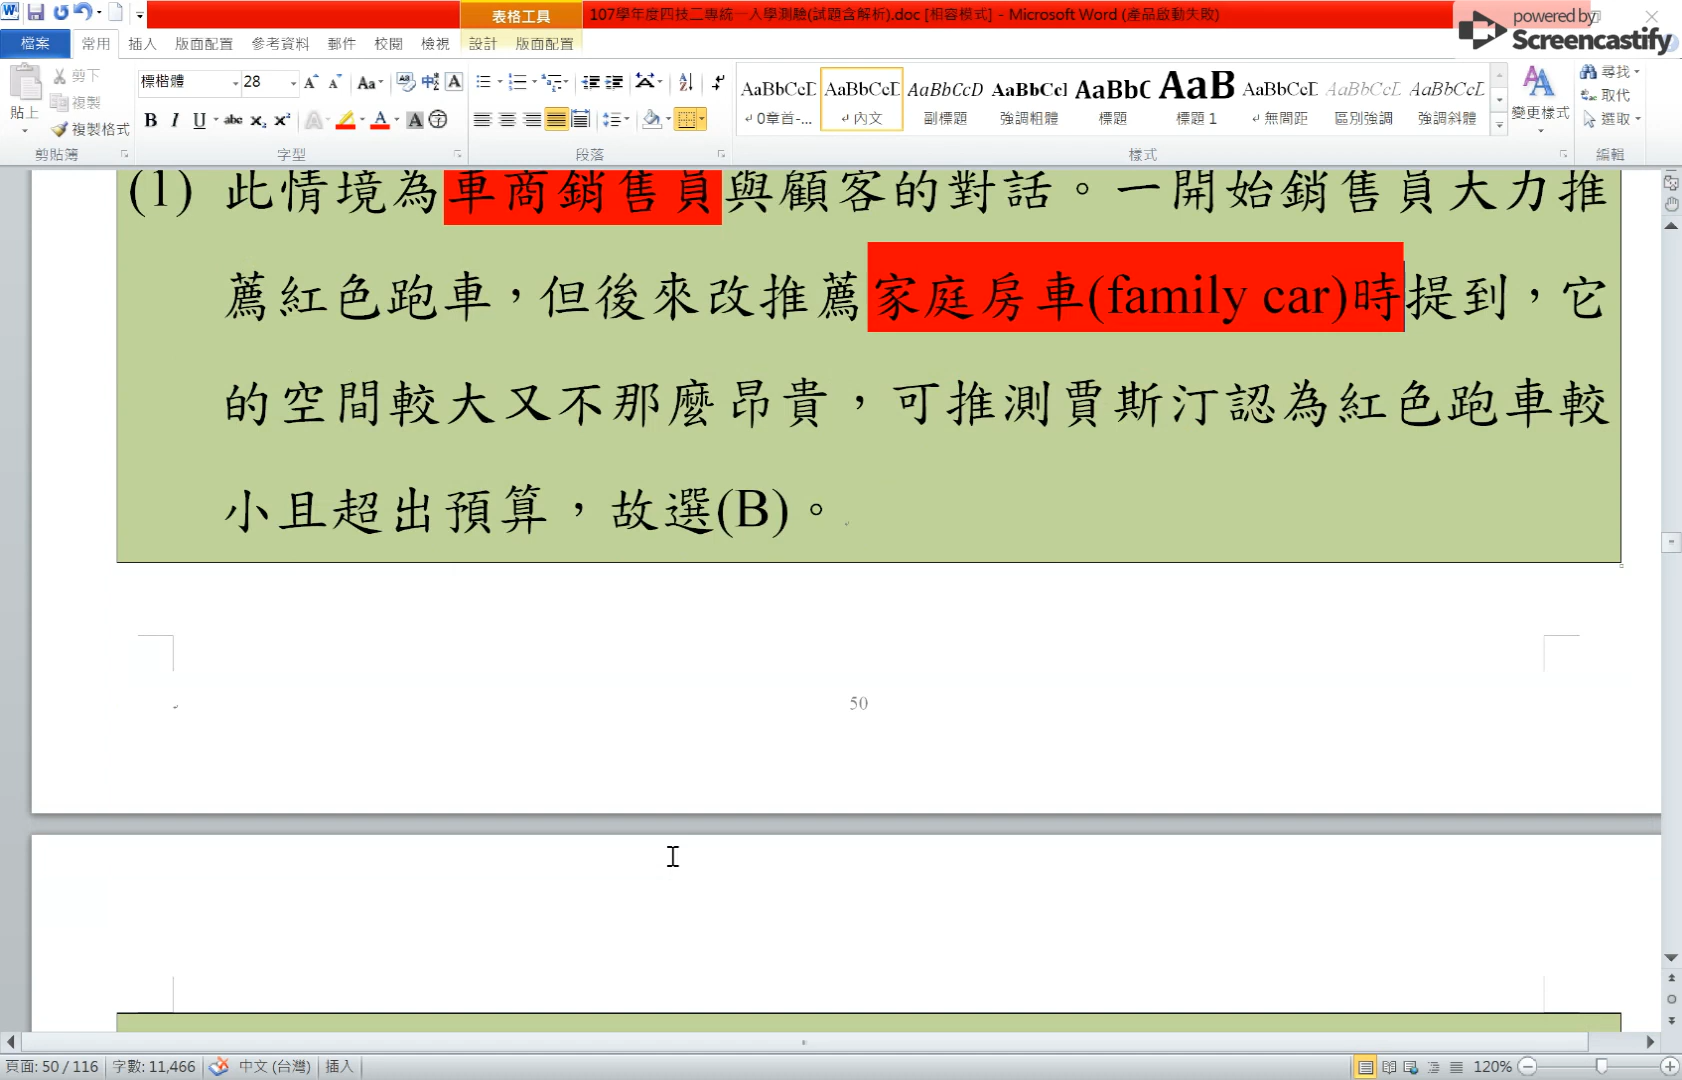 表格工具
107學年度四技二專統一入學測驗(試題含解析).doc [相容模式] - Microsoft Word (產品啟動失敗)
powered by
Screencastify
檔案 常用 插入 版面配置 參考資料 郵件 校閱 檢視 設計 版面配置
貼上
剪下
複製
複製格式
剪貼簿
標楷體 28
字型
段落
AaBbCcD AaBbCcD AaBbCcD AaBbCcI AaBbC AaB AaBbCcD AaBbCcL AaBbCcL
0章首-... 內文 副標題 強調粗體 標題 標題 1 無間距 區別強調 強調斜體
樣式
變更樣式
尋找
取代
選取
編輯
(1) 此情境為車商銷售員與顧客的對話。一開始銷售員大力推
薦紅色跑車，但後來改推薦家庭房車(family car)時提到，它
的空間較大又不那麼昂貴，可推測賈斯汀認為紅色跑車較
小且超出預算，故選(B)。
50
頁面: 50 / 116 字數: 11,466 中文 (台灣) 插入 120%